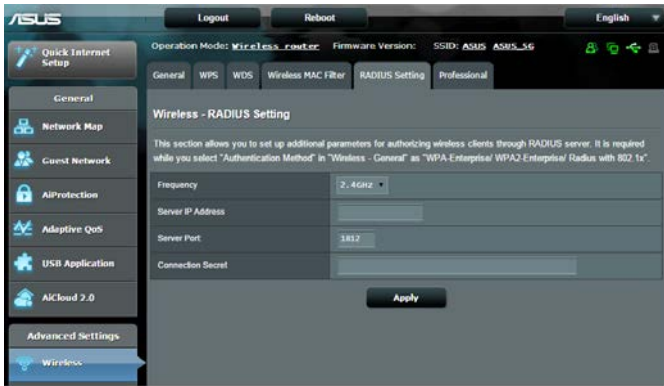 ASUS
Logout Reboot English
Quick Internet Setup
Operation Mode: Wireless router Firmware Version: SSID: ASUS ASUS_5G
General WPS WDS Wireless MAC Filter RADIUS Setting Professional
General
Network Map
Guest Network
AiProtection
Adaptive QoS
USB Application
AiCloud 2.0
Advanced Settings
Wireless
Wireless - RADIUS Setting
This section allows you to set up additional parameters for authorizing wireless clients through RADIUS server. It is required
while you select "Authentication Method" in "Wireless - General" as "WPA-Enterprise/ WPA2-Enterprise/ Radius with 802.1x".
Frequency 2.4GHz
Server IP Address
Server Port 1812
Connection Secret
Apply